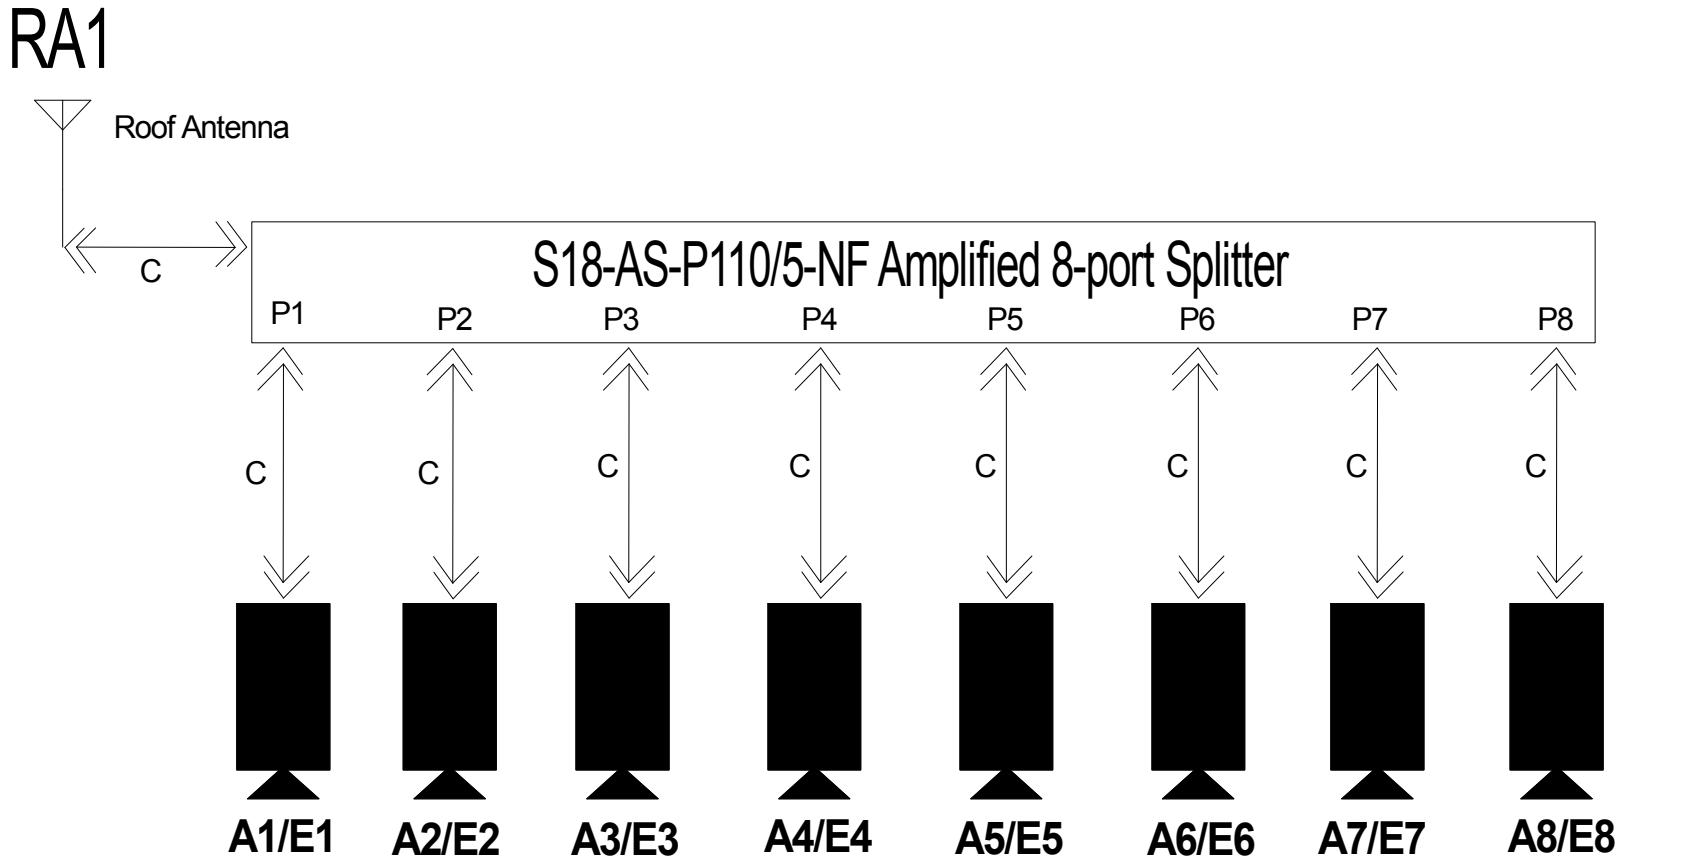 RA1
Roof Antenna
C
S18-AS-P110/5-NF Amplified 8-port Splitter
P1 P2 P3 P4 P5 P6 P7 P8
C C C C C C C C
A1/E1 A2/E2 A3/E3 A4/E4 A5/E5 A6/E6 A7/E7 A8/E8